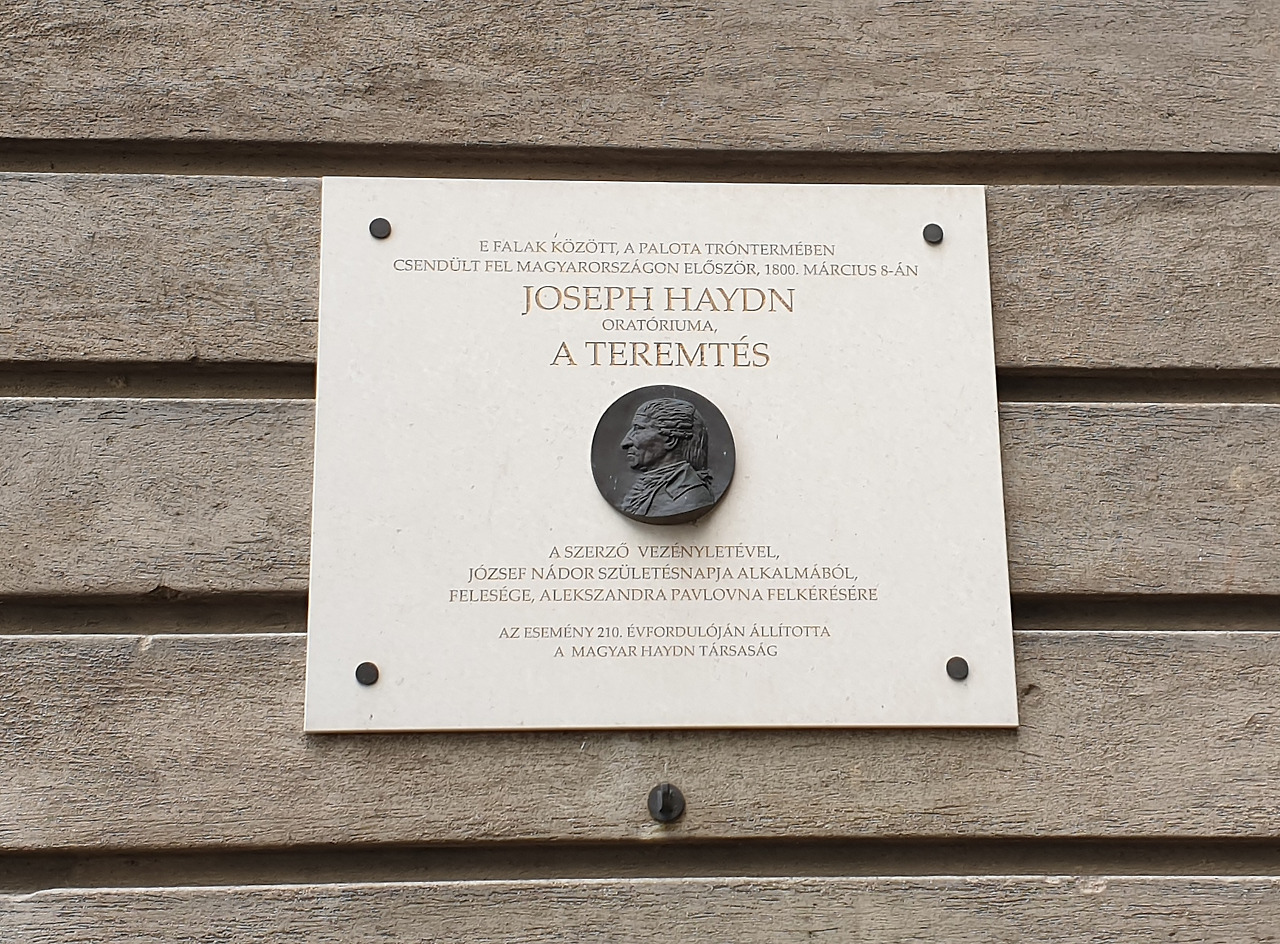 E FALAK KÖZÖTT, A PALOTA TRÓNTERMÉBEN
CSENDÜLT FEL MAGYARORSZÁGON ELŐSZÖR, 1800. MÁRCIUS 8-ÁN
JOSEPH HAYDN
ORATÓRIUMA,
A TEREMTÉS
A SZERZŐ VEZÉNYLETÉVEL,
JÓZSEF NÁDOR SZÜLETÉSNAPJA ALKALMÁBÓL,
FELESÉGE, ALEKSZANDRA PAVLOVNA FELKÉRÉSÉRE
AZ ESEMÉNY 210. ÉVFORDULÓJÁN ÁLLÍTOTTA
A MAGYAR HAYDN TÁRSASÁG